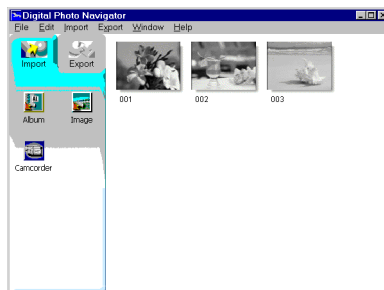 Digital Photo Navigator
File Edit Import Export Window Help
Import Export
001 002 003
Album Image
Camcorder